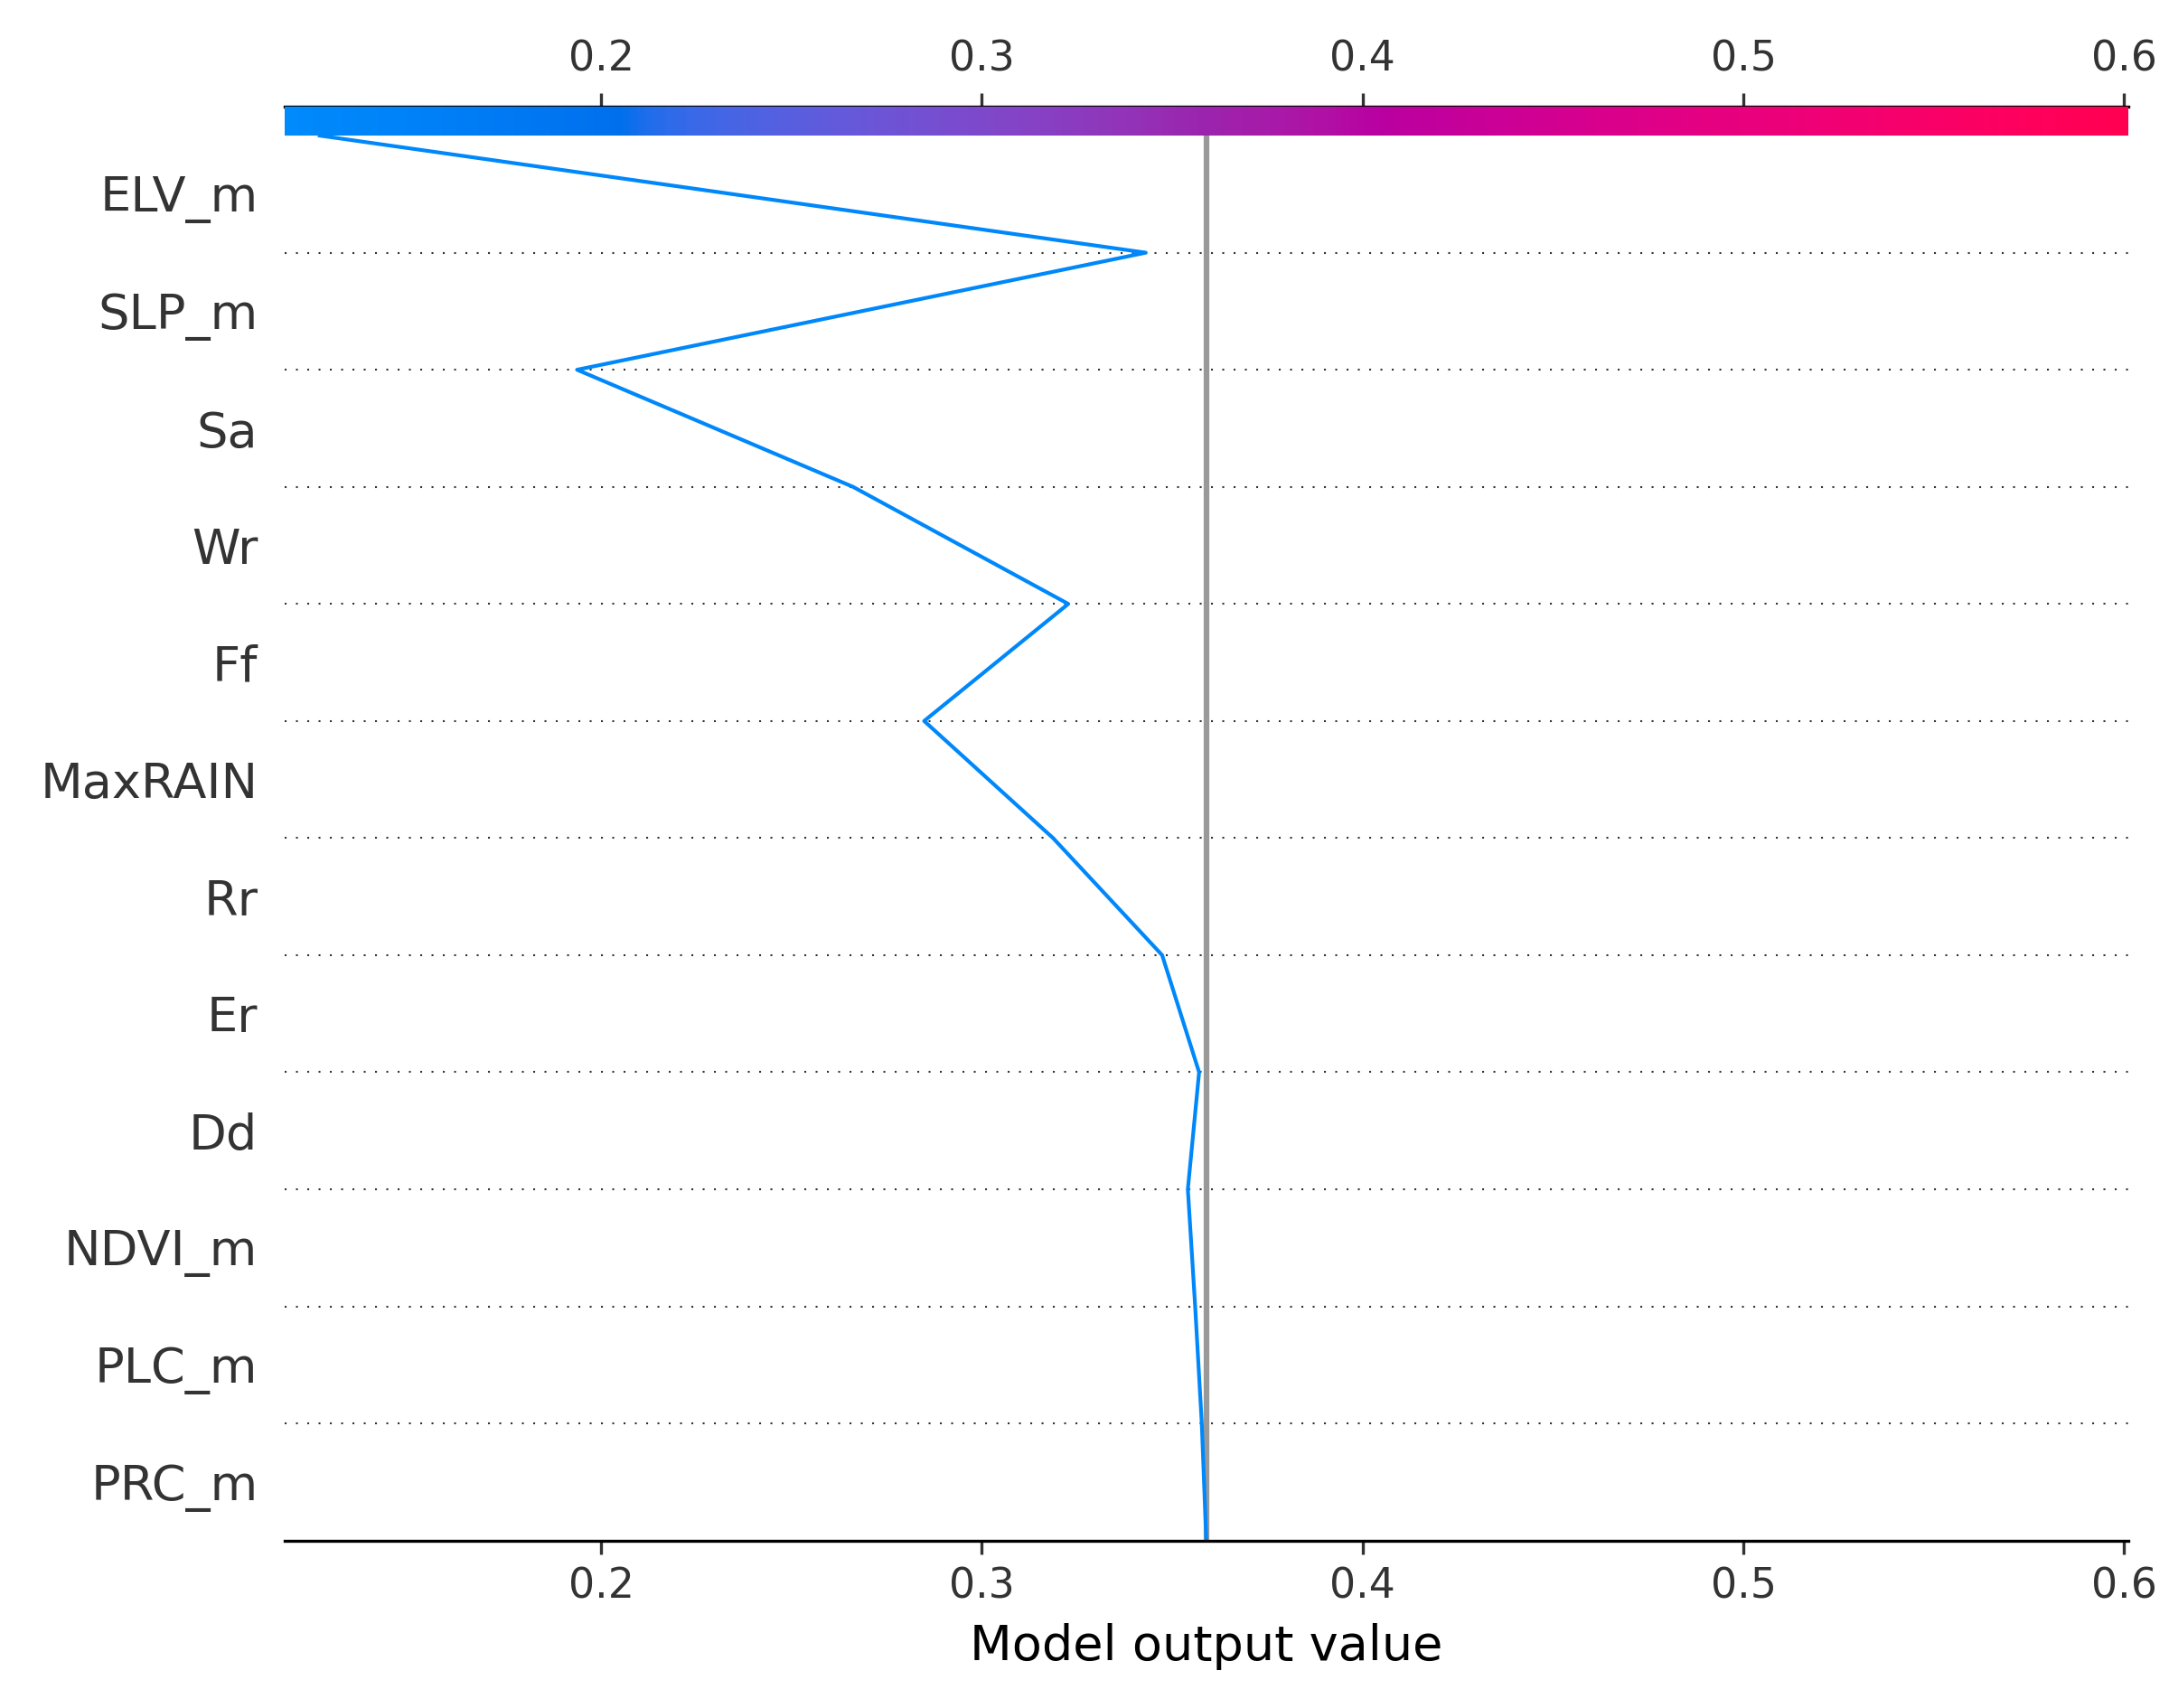 0.2 0.3 0.4 0.5 0.6
ELV_m
SLP_m
Sa
Wr
Ff
MaxRAIN
Rr
Er
Dd
NDVI_m
PLC_m
PRC_m
0.2 0.3 0.4 0.5 0.6
Model output value